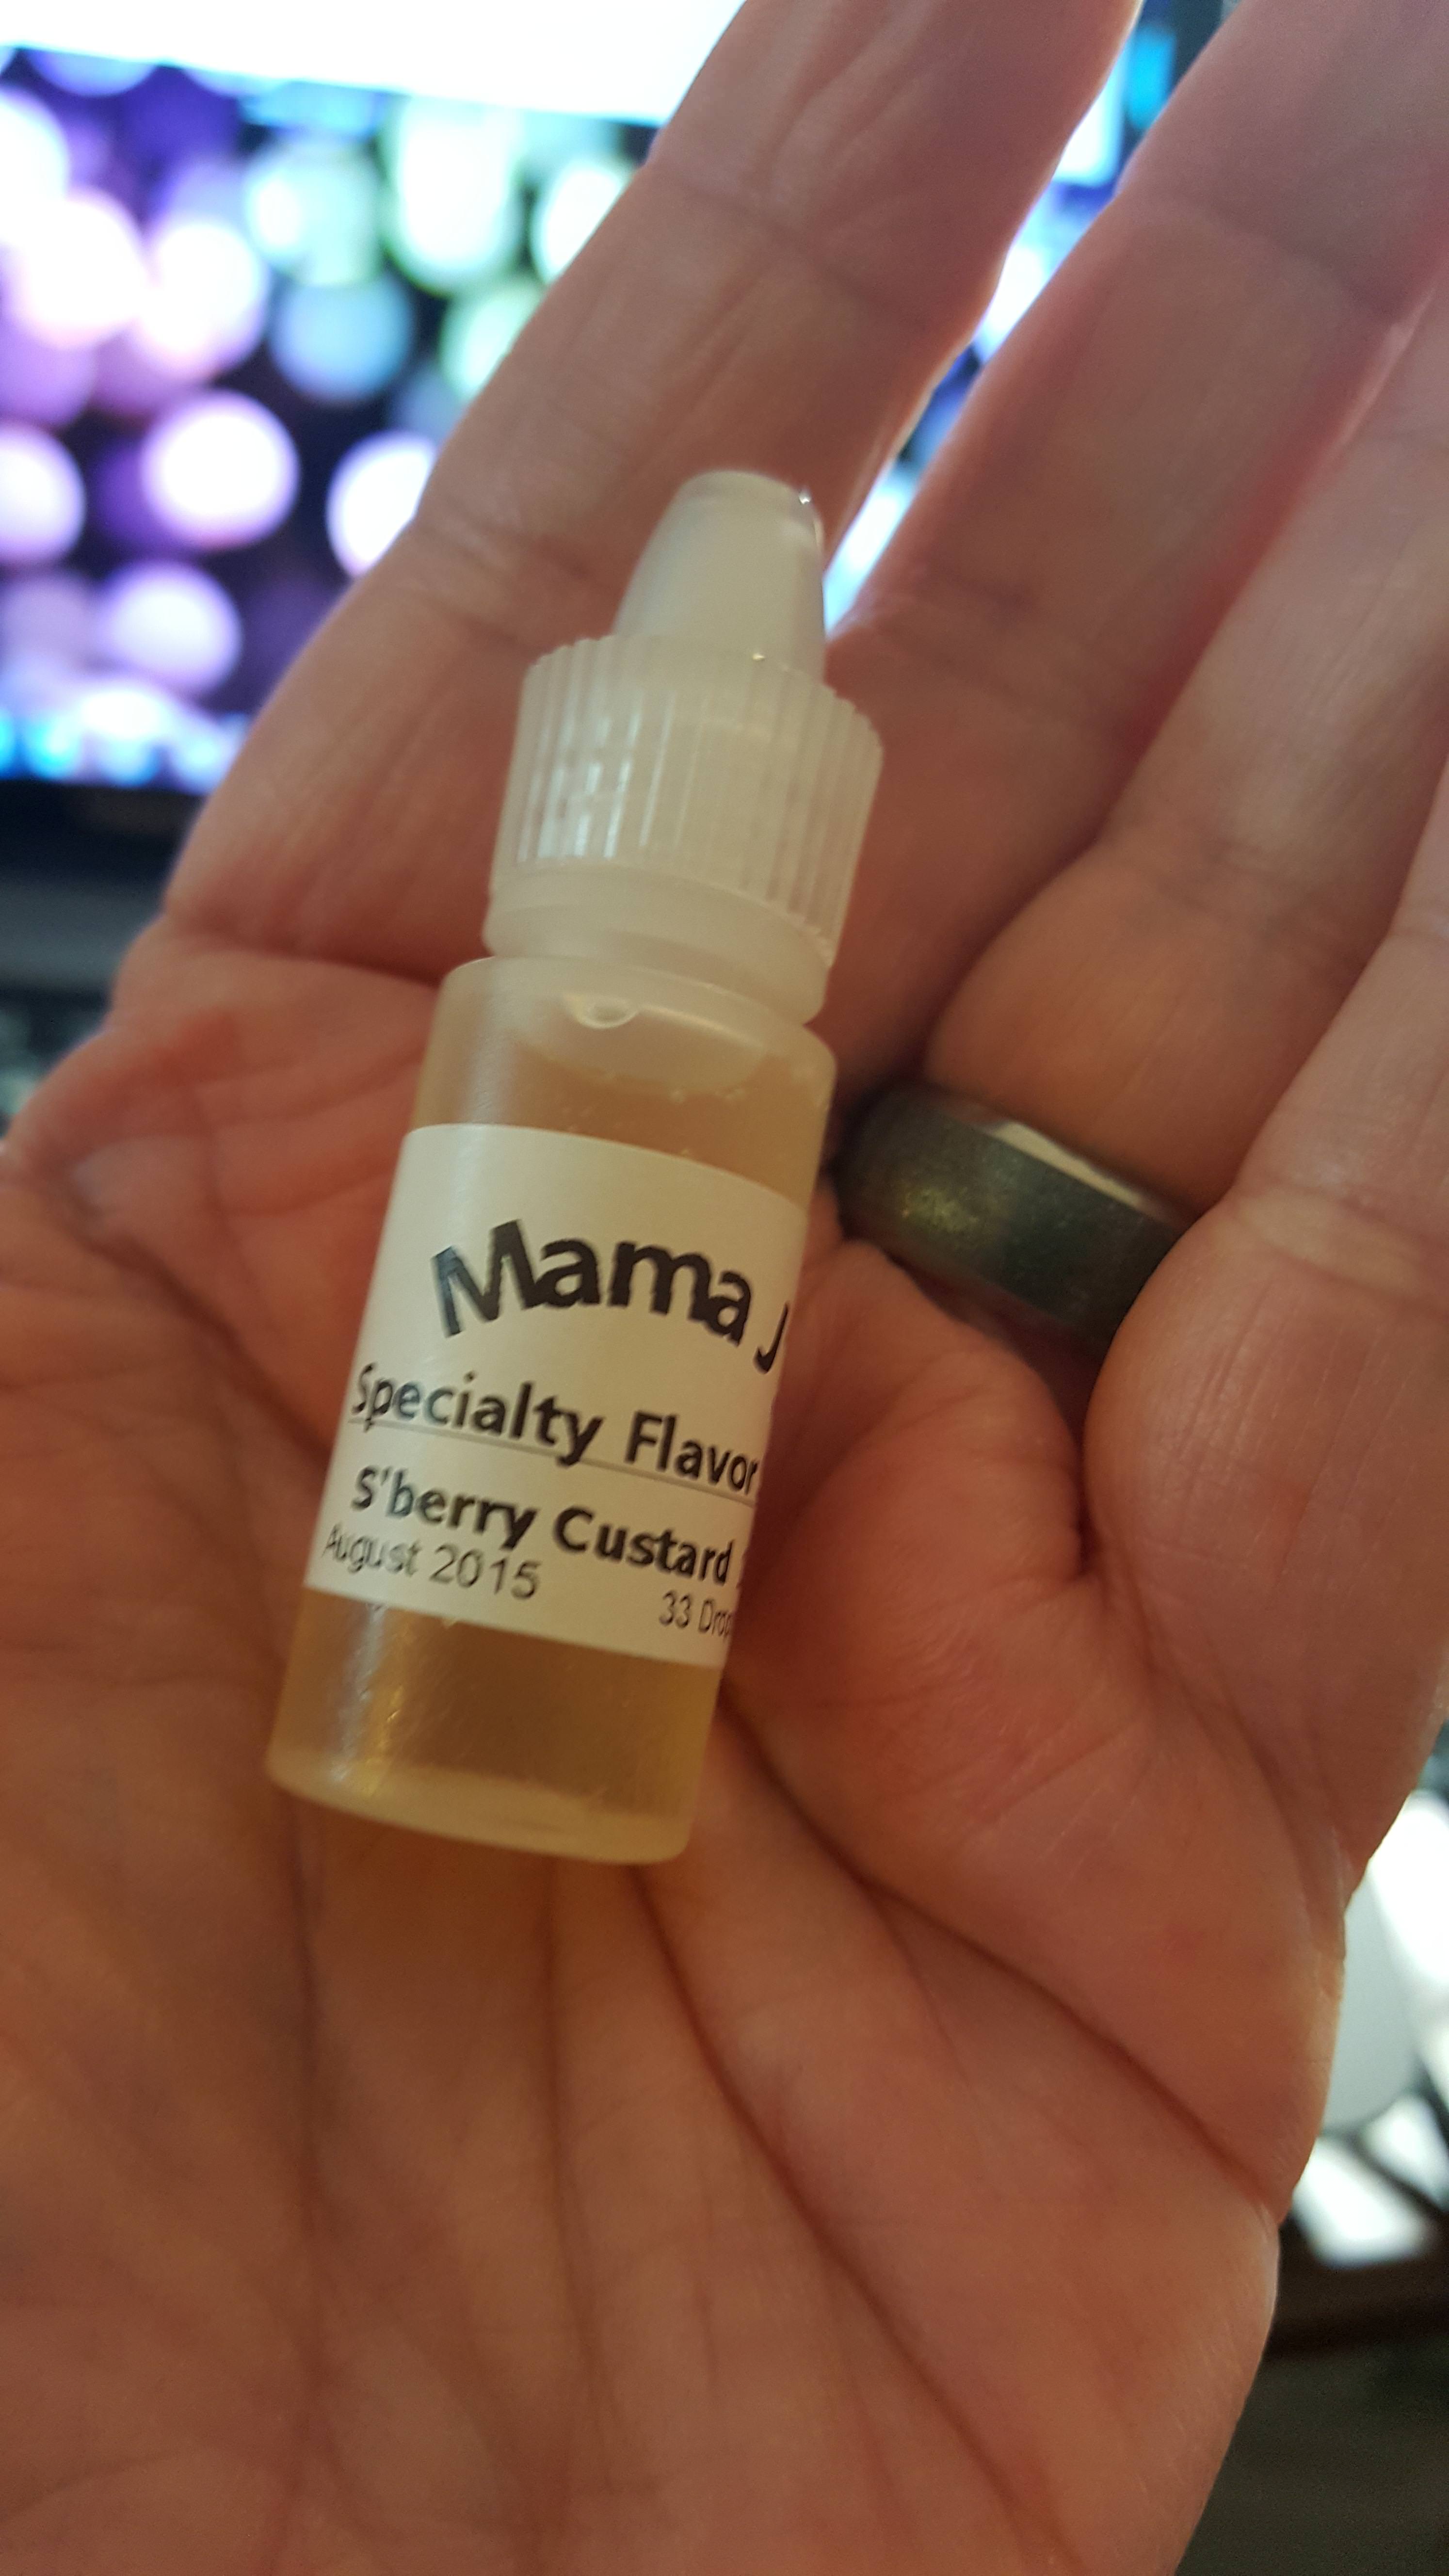 Mama J
Specialty Flavor
S'berry Custard
August 2015
33 Drop